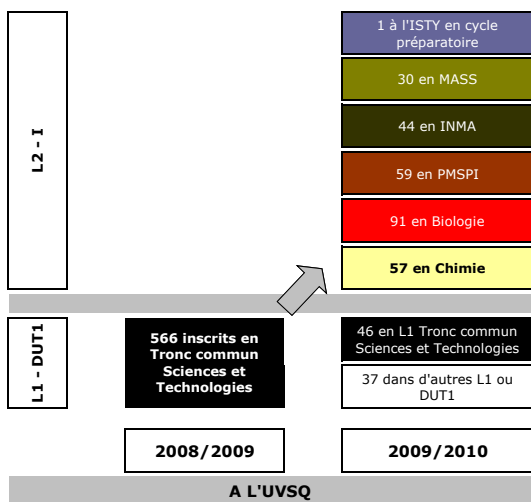 1 à l'ISTY en cycle
préparatoire
30 en MASS
44 en INMA
59 en PMSPI
91 en Biologie
57 en Chimie
L2 - I
L1 - DUT1
566 inscrits en
Tronc commun
Sciences et
Technologies
46 en L1 Tronc commun
Sciences et Technologies
37 dans d'autres L1 ou
DUT1
2008/2009
2009/2010
A L'UVSQ